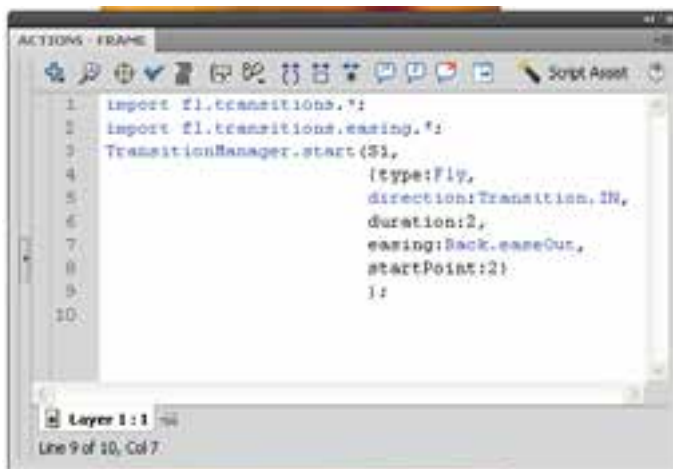 ACTIONS - FRAME
Script Assist
1 import fl.transitions.*;
2 import fl.transitions.easing.*;
3 TransitionManager.start(S1,
4 {type:Fly,
5 direction:Transition.IN,
6 duration:2,
7 easing:Back.easeOut,
8 startPoint:2}
9 );
10
Layer 1 : 1
Line 9 of 10, Col 7